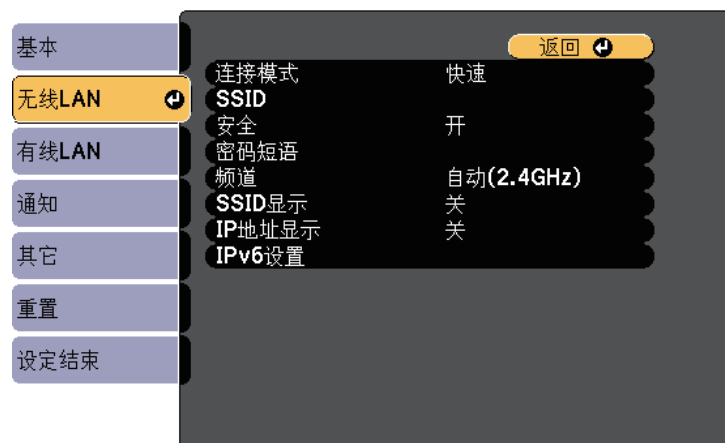 基本
无线LAN
有线LAN
通知
其它
重置
设定结束
返回
连接模式 快速
SSID
安全 开
密码短语
频道 自动(2.4GHz)
SSID显示 关
IP地址显示 关
IPv6设置